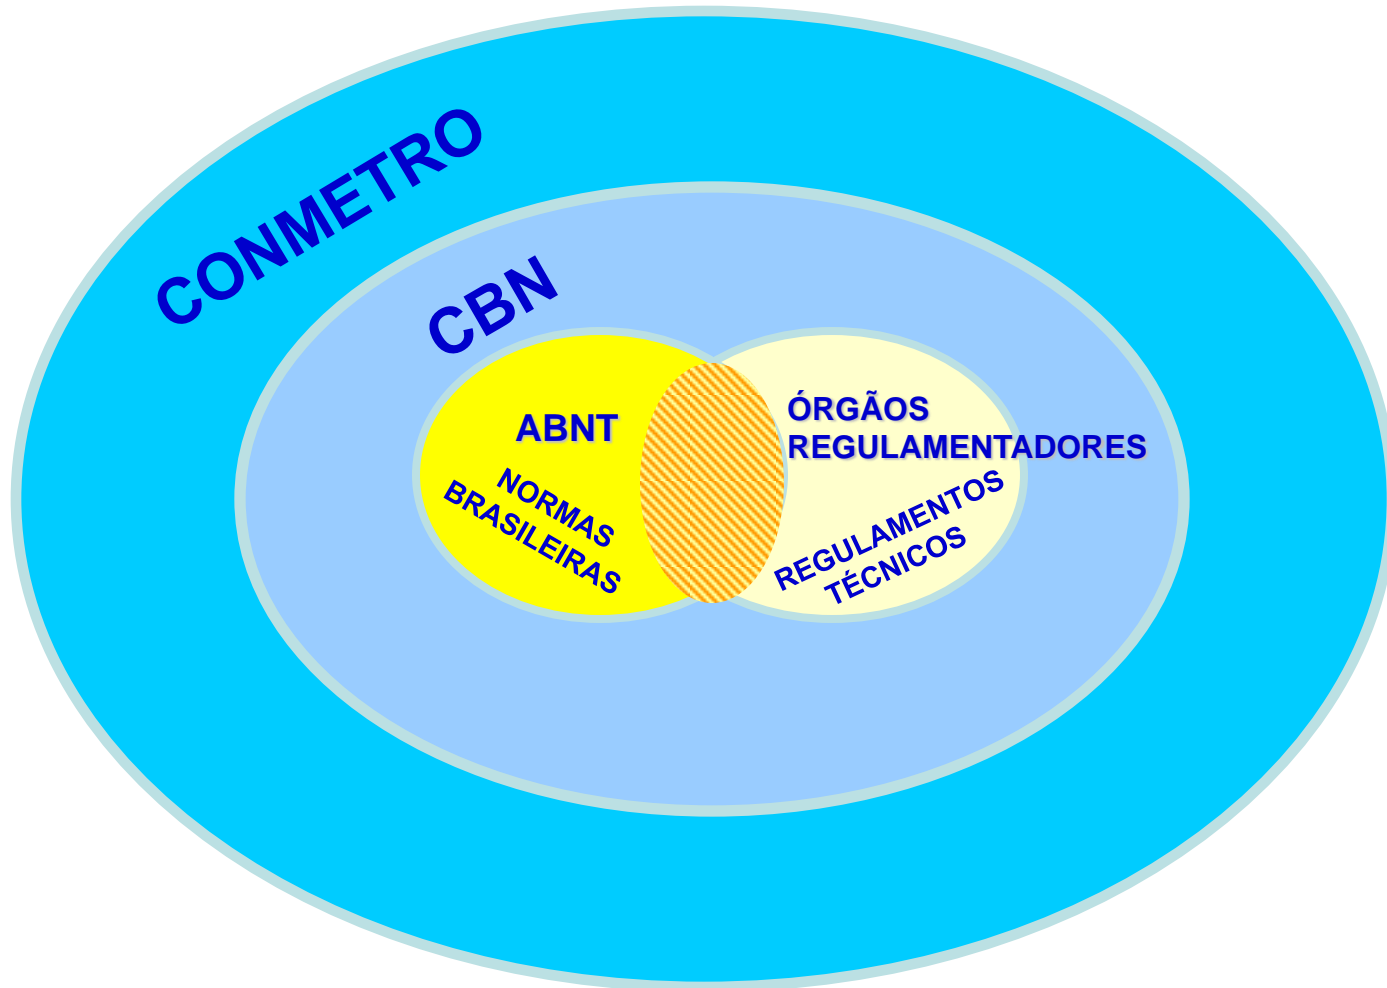 CONMETRO
CBN
ABNT
NORMAS
BRASILEIRAS
ÓRGÃOS
REGULAMENTADORES
REGULAMENTOS
TÉCNICOS